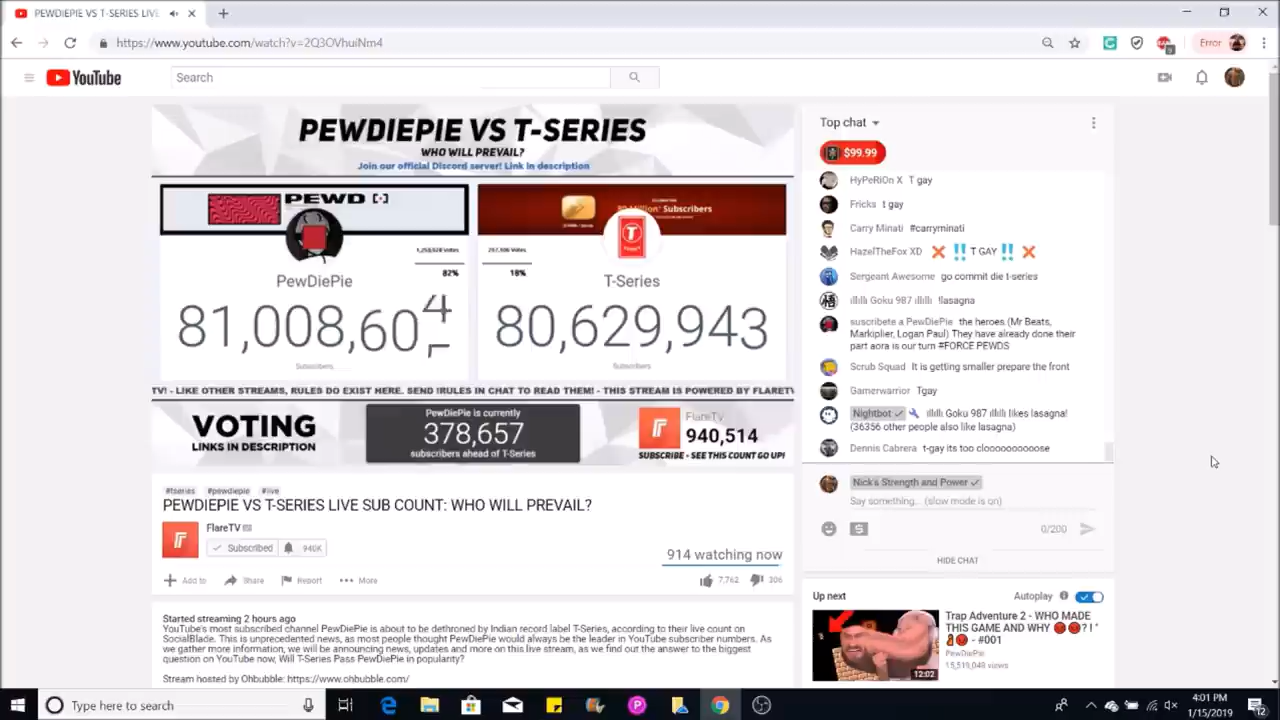 PEWDIEPIE VS T-SERIES LIVE
https://www.youtube.com/watch?v=2Q3OVhuiNm4
Error
YouTube
Search
PEWDIEPIE VS T-SERIES
WHO WILL PREVAIL?
Join our official Discord server! Link in description
PEWD
Subscribers
82%
18%
PewDiePie
T-Series
81,008,60
80,629,943
Subscribers
Subscribers
TV! - LIKE OTHER STREAMS, RULES DO EXIST HERE. SEND !RULES IN CHAT TO READ THEM! - THIS STREAM IS POWERED BY FLARETV
VOTING
LINKS IN DESCRIPTION
PewDiePie is currently
378,657
subscribers ahead of T-Series
FlareTv
940,514
SUBSCRIBE - SEE THIS COUNT GO UP!
#tseries #pewdiepie #live
PEWDIEPIE VS T-SERIES LIVE SUB COUNT: WHO WILL PREVAIL?
FlareTV
Subscribed 940K
914 watching now
Add to Share Report More
7,762 306
Started streaming 2 hours ago
YouTube's most subscribed channel PewDiePie is about to be dethroned by Indian record label T-Series, according to their live count on
SocialBlade. This is unprecedented news, as most people thought PewDiePie would always be the leader in YouTube subscriber numbers. As
we gather more information, we will be announcing news, updates and more on this live stream, as we find out the answer to the biggest
question on YouTube now, Will T-Series Pass PewDiePie in popularity?
Stream hosted by Ohbubble: https://www.ohbubble.com/
Top chat
$99.99
HyPeRiOn X T gay
Fricks t gay
Carry Minati #carryminati
HazelTheFox XD ❌ ‼️ T GAY ‼️ ❌
Sergeant Awesome go commit die t-series
ıllıllı Goku 987 ıllıllı !lasagna
suscribete a PewDiePie the heroes (Mr Beats,
Markiplier, Logan Paul) They have already done their
part aora is our turn #FORCE PEWDS
Scrub Squad It is getting smaller prepare the front
Gamerwarrior Tgay
Nightbot ıllıllı Goku 987 ıllıllı likes lasagna!
(36356 other people also like lasagna)
Dennis Cabrera t-gay its too clooooooooooose
Nick's Strength and Power
Say something... (slow mode is on)
0/200
HIDE CHAT
Up next
Autoplay
Trap Adventure 2 - WHO MADE
THIS GAME AND WHY
- #001
PewDiePie
15,519,048 views
12:02
Type here to search
4:01 PM
1/15/2019
12